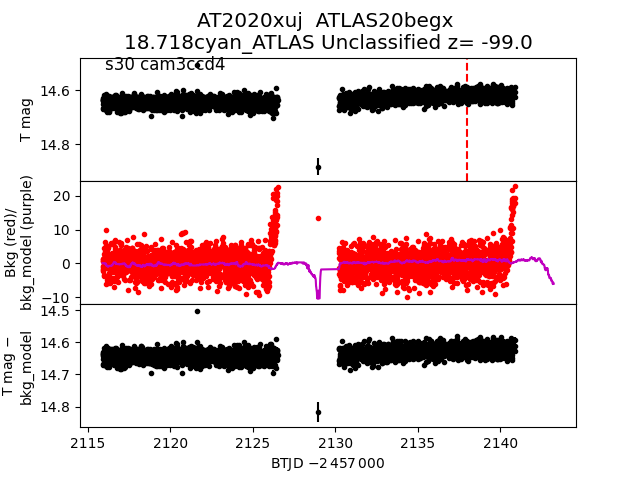 AT2020xuj  ATLAS20begx
18.718cyan_ATLAS Unclassified z= -99.0
s30 cam3ccd4
14.6
14.8
T mag
20
10
0
−10
Bkg (red)/
bkg_model (purple)
14.5
14.6
14.7
14.8
T mag −
bkg_model
2115 2120 2125 2130 2135 2140
BTJD −2 457 000